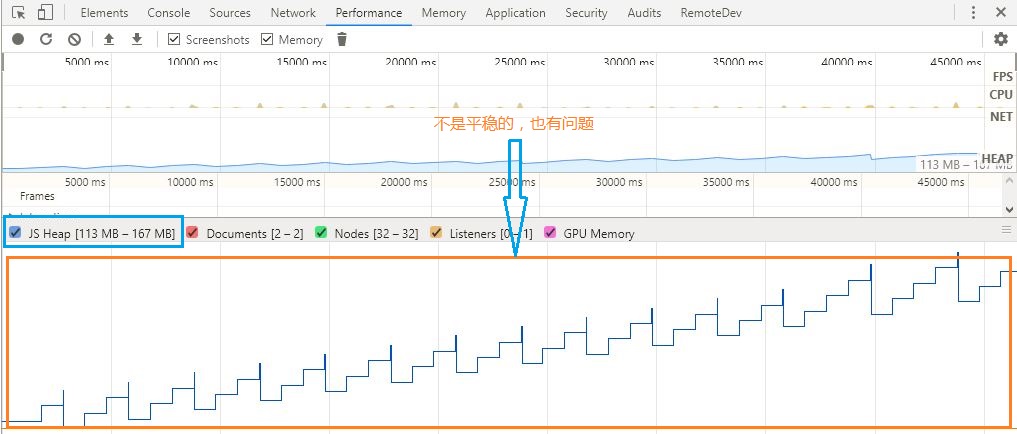 Elements Console Sources Network Performance Memory Application Security Audits RemoteDev
Screenshots Memory
5000 ms 10000 ms 15000 ms 20000 ms 25000 ms 30000 ms 35000 ms 40000 ms 45000 ms
FPS
CPU
NET
不是平稳的，也有问题
HEAP
113 MB – 167 MB
5000 ms 10000 ms 15000 ms 20000 ms 25000 ms 30000 ms 35000 ms 40000 ms 45000 ms
Frames
JS Heap [113 MB – 167 MB] Documents [2 – 2] Nodes [32 – 32] Listeners [0 – 1] GPU Memory